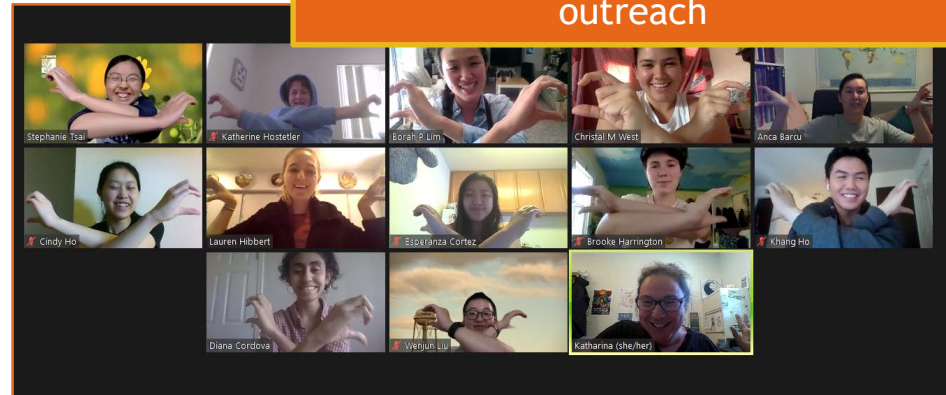 outreach
Stephanie Tsai
Katherine Hostetler
Borah P Lim
Christal M West
Anca Barcu
Cindy Ho
Lauren Hibbert
Esperanza Cortez
Brooke Harrington
Khang Ho
Diana Cordova
Wenjun Liu
Katharina (she/her)